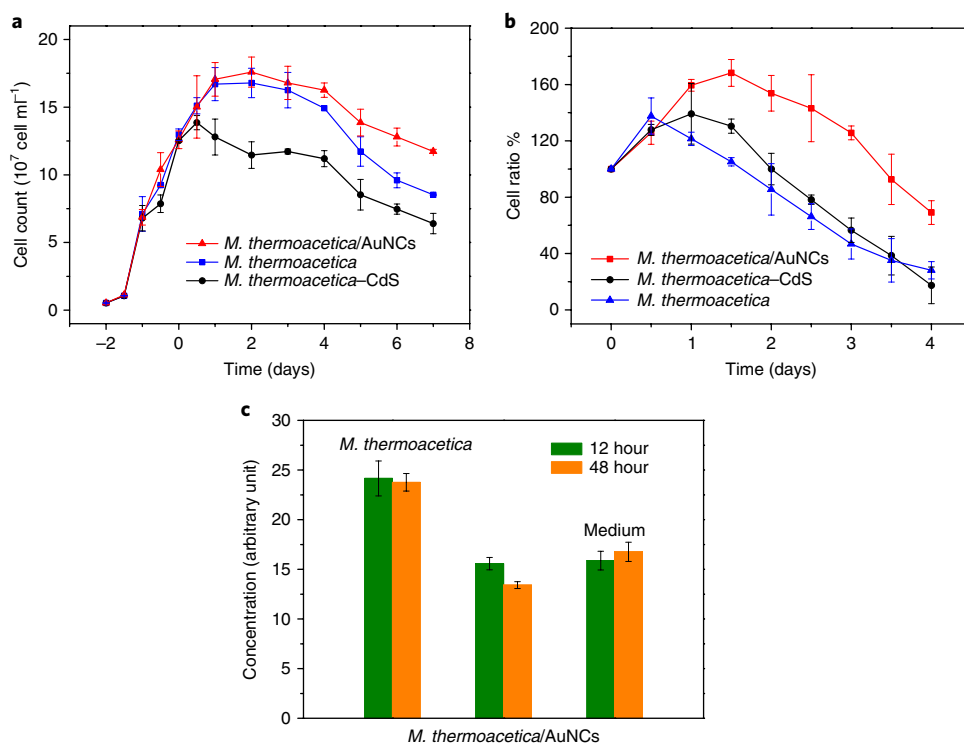 a
Cell count (10⁷ cell ml⁻¹)
20
15
10
5
0
M. thermoacetica/AuNCs
M. thermoacetica
M. thermoacetica–CdS
–2
0
2
4
6
8
Time (days)
b
Cell ratio %
200
160
120
80
40
0
M. thermoacetica/AuNCs
M. thermoacetica–CdS
M. thermoacetica
0
1
2
3
4
Time (days)
c
Concentration (arbitrary unit)
30
25
20
15
10
5
0
M. thermoacetica
12 hour
48 hour
Medium
M. thermoacetica/AuNCs